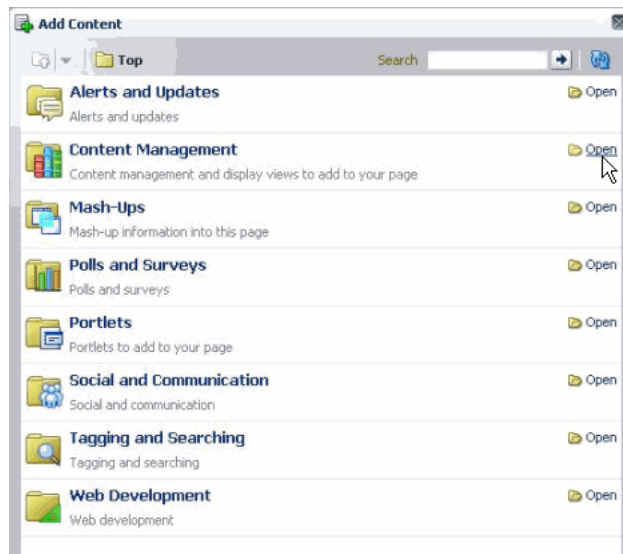 Add Content
Top Search
Alerts and Updates Open
Alerts and updates
Content Management Open
Content management and display views to add to your page
Mash-Ups Open
Mash-up information into this page
Polls and Surveys Open
Polls and surveys
Portlets Open
Portlets to add to your page
Social and Communication Open
Social and communication
Tagging and Searching Open
Tagging and searching
Web Development Open
Web development